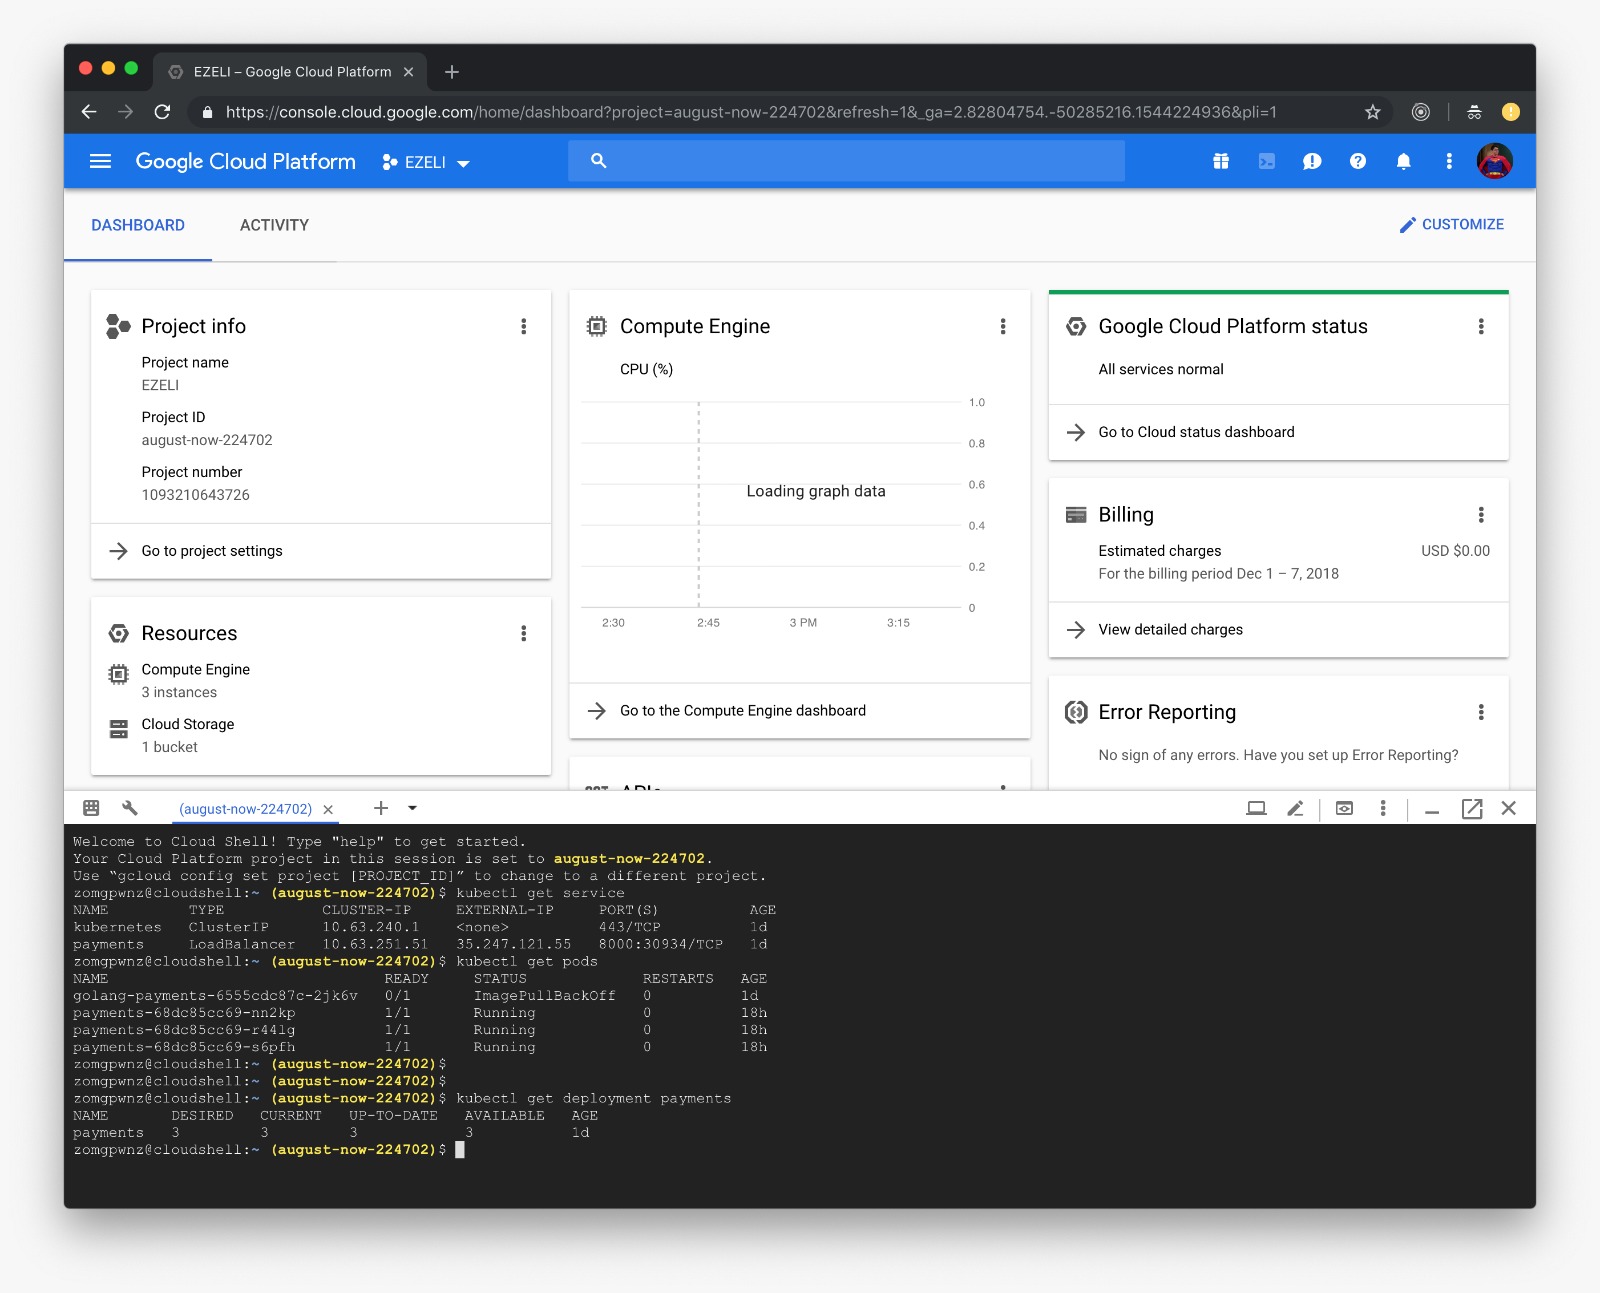 EZELI – Google Cloud Platform
https://console.cloud.google.com/home/dashboard?project=august-now-224702&refresh=1&_ga=2.82804754.-50285216.1544224936&pli=1
Google Cloud Platform EZELI
DASHBOARD ACTIVITY CUSTOMIZE
Project info
Project name
EZELI
Project ID
august-now-224702
Project number
1093210643726
Go to project settings
Resources
Compute Engine
3 instances
Cloud Storage
1 bucket
Compute Engine
CPU (%)
1.0
0.8
Loading graph data
0.6
0.4
0.2
0
2:30 2:45 3 PM 3:15
Go to the Compute Engine dashboard
APIs
Google Cloud Platform status
All services normal
Go to Cloud status dashboard
Billing
Estimated charges USD $0.00
For the billing period Dec 1 – 7, 2018
View detailed charges
Error Reporting
No sign of any errors. Have you set up Error Reporting?
(august-now-224702)
Welcome to Cloud Shell! Type "help" to get started.
Your Cloud Platform project in this session is set to august-now-224702.
Use “gcloud config set project [PROJECT_ID]” to change to a different project.
zomgpwnz@cloudshell:~ (august-now-224702)$ kubectl get service
NAME TYPE CLUSTER-IP EXTERNAL-IP PORT(S) AGE
kubernetes ClusterIP 10.63.240.1 <none> 443/TCP 1d
payments LoadBalancer 10.63.251.51 35.247.121.55 8000:30934/TCP 1d
zomgpwnz@cloudshell:~ (august-now-224702)$ kubectl get pods
NAME READY STATUS RESTARTS AGE
golang-payments-6555cdc87c-2jk6v 0/1 ImagePullBackOff 0 1d
payments-68dc85cc69-nn2kp 1/1 Running 0 18h
payments-68dc85cc69-r44lg 1/1 Running 0 18h
payments-68dc85cc69-s6pfh 1/1 Running 0 18h
zomgpwnz@cloudshell:~ (august-now-224702)$
zomgpwnz@cloudshell:~ (august-now-224702)$
zomgpwnz@cloudshell:~ (august-now-224702)$ kubectl get deployment payments
NAME DESIRED CURRENT UP-TO-DATE AVAILABLE AGE
payments 3 3 3 3 1d
zomgpwnz@cloudshell:~ (august-now-224702)$